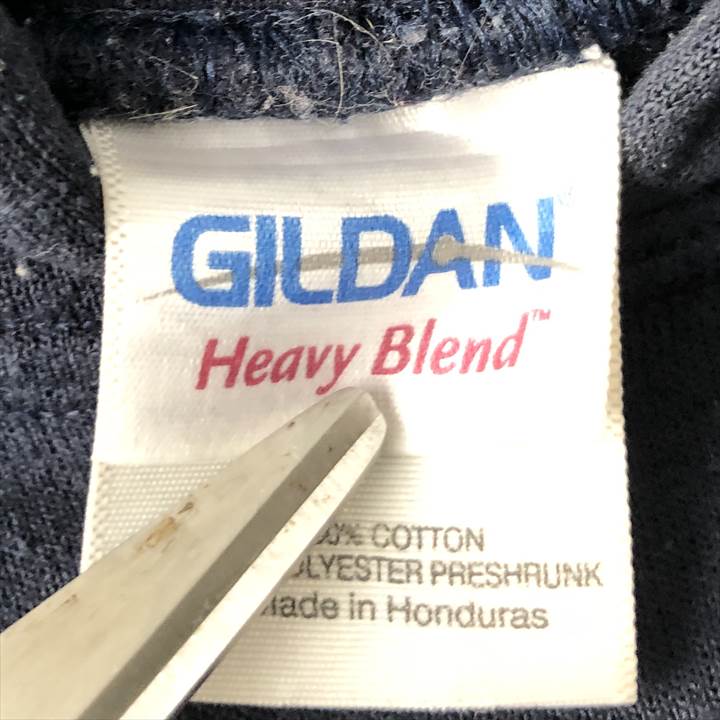 GILDAN
Heavy Blend™
COTTON
PRESHRUNK
in Honduras